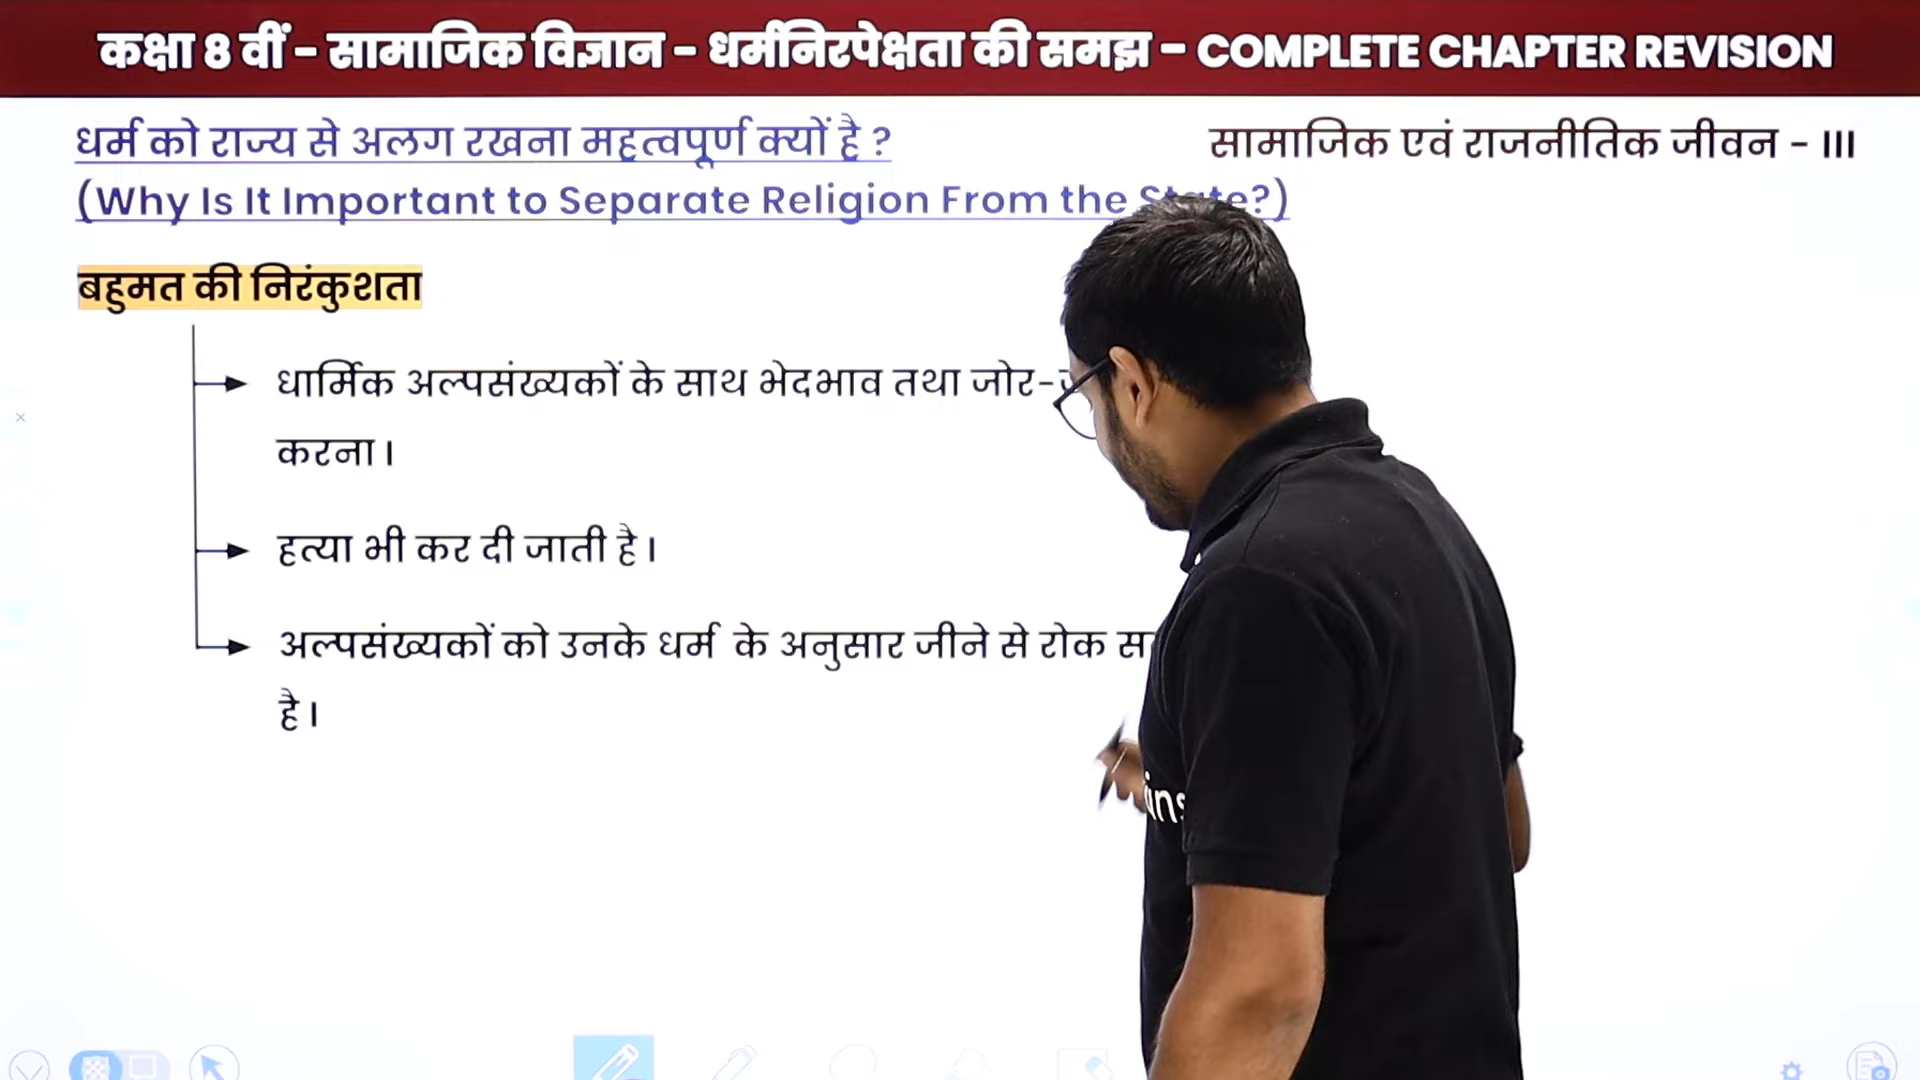 कक्षा 8 वीं - सामाजिक विज्ञान - धर्मनिरपेक्षता की समझ - COMPLETE CHAPTER REVISION
धर्म को राज्य से अलग रखना महत्वपूर्ण क्यों है ?
सामाजिक एवं राजनीतिक जीवन - III
(Why Is It Important to Separate Religion From the State?)
बहुमत की निरंकुशता
धार्मिक अल्पसंख्यकों के साथ भेदभाव तथा जोर-
करना ।
हत्या भी कर दी जाती है ।
अल्पसंख्यकों को उनके धर्म के अनुसार जीने से रोक
है ।